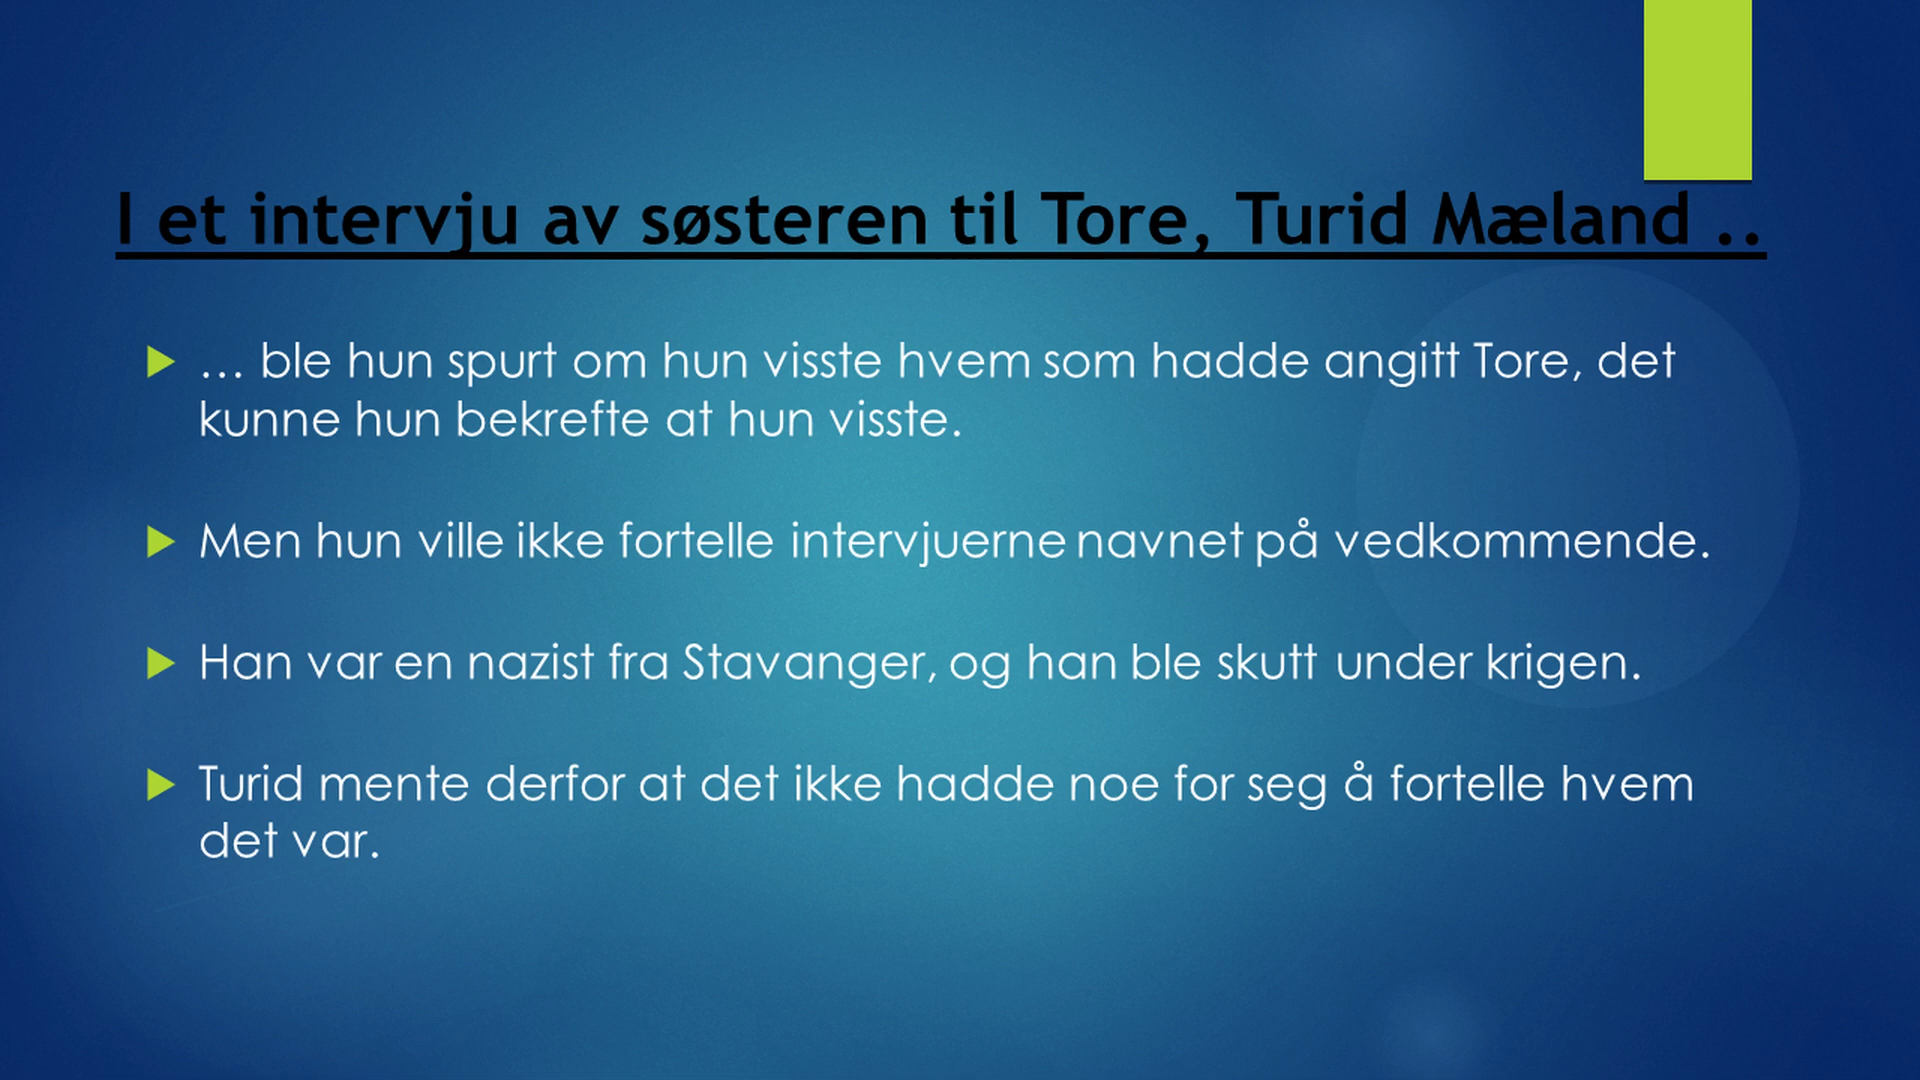 I et intervju av søsteren til Tore, Turid Mæland ..
… ble hun spurt om hun visste hvem som hadde angitt Tore, det
kunne hun bekrefte at hun visste.
Men hun ville ikke fortelle intervjuerne navnet på vedkommende.
Han var en nazist fra Stavanger, og han ble skutt under krigen.
Turid mente derfor at det ikke hadde noe for seg å fortelle hvem
det var.